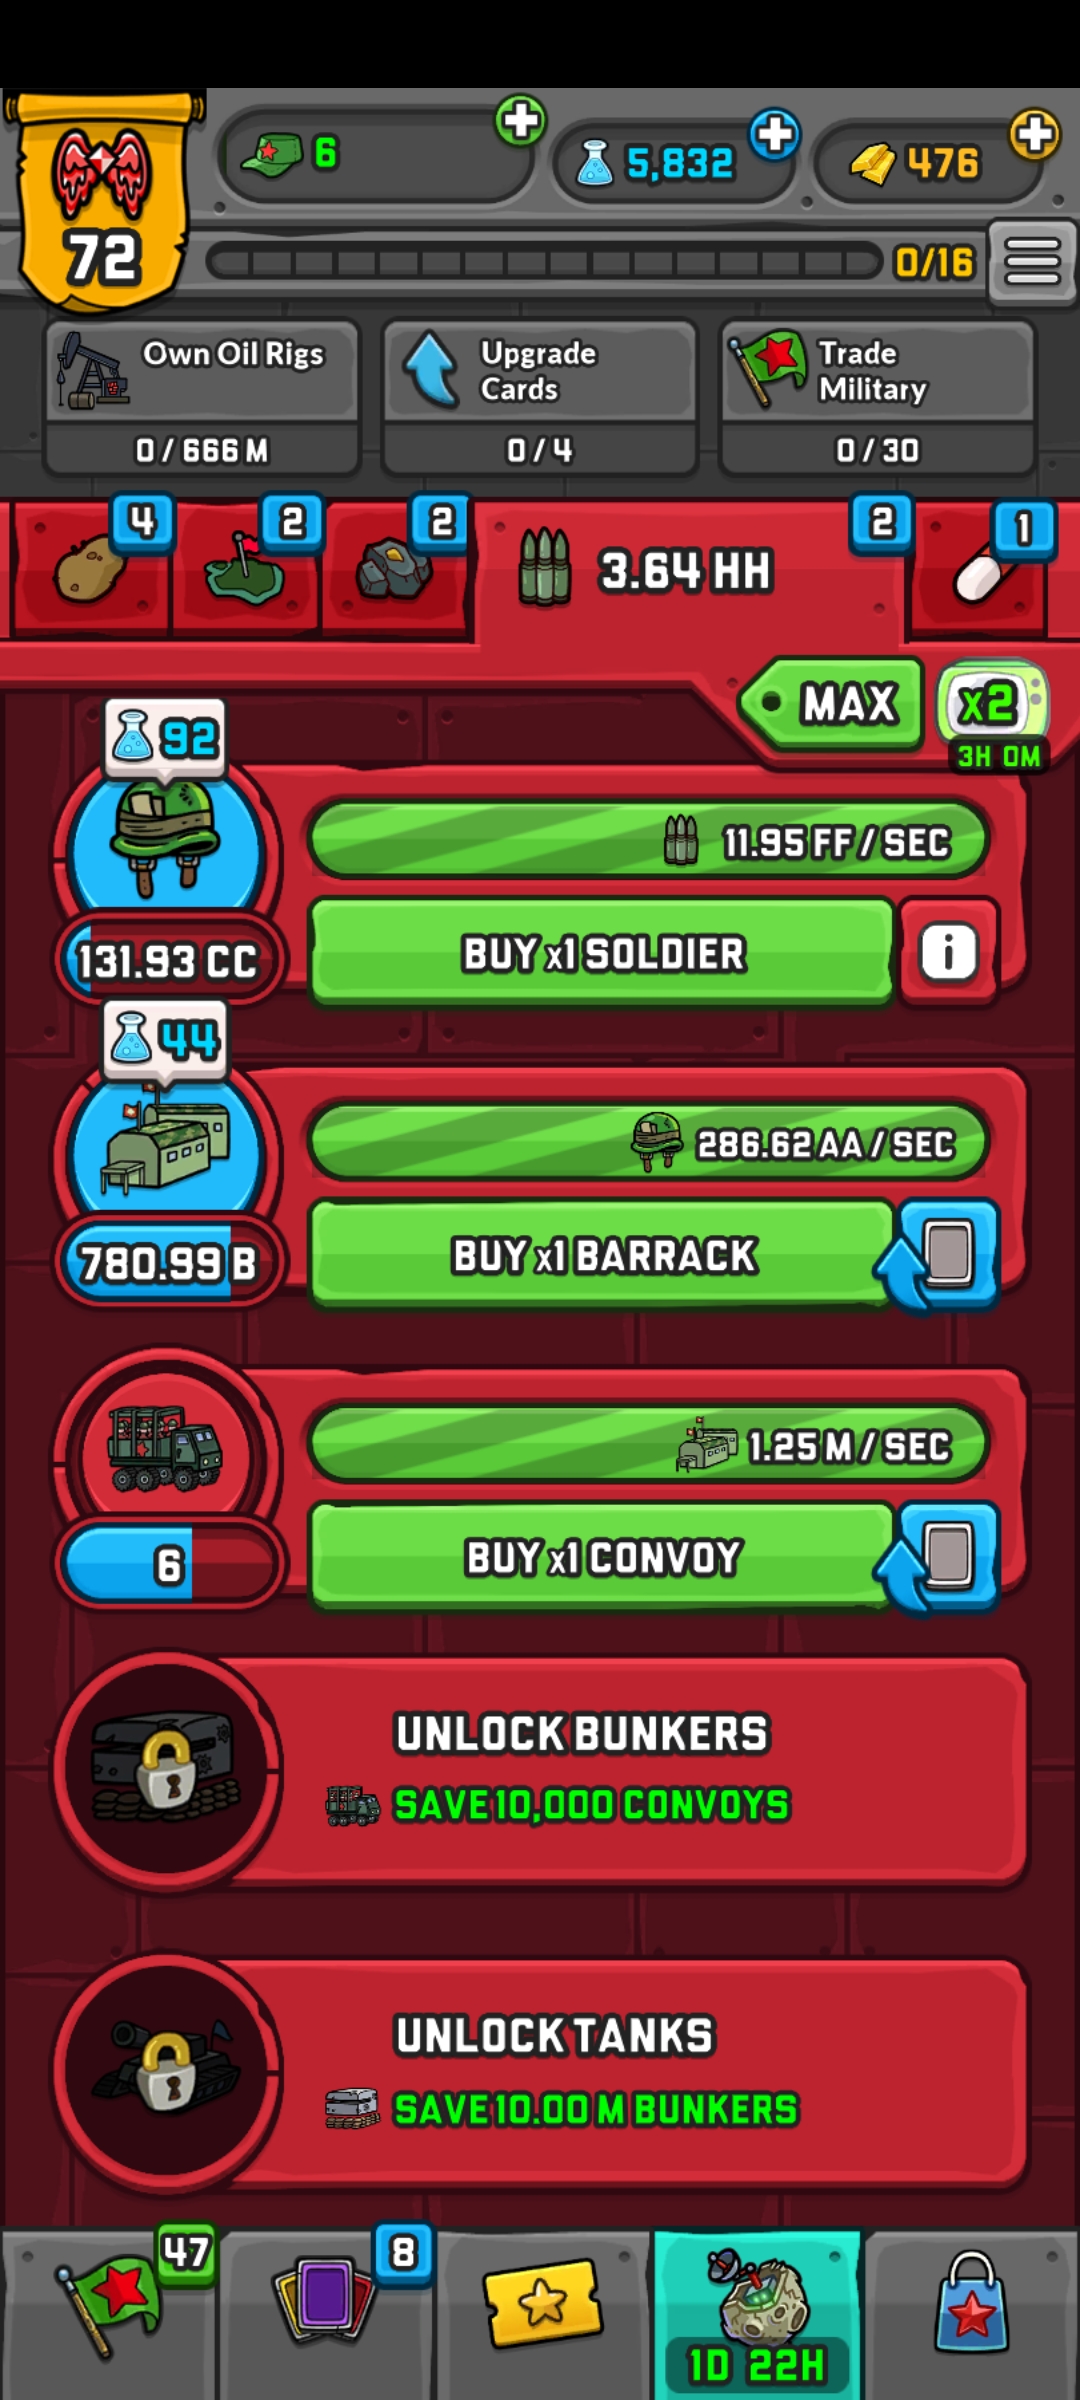 6
5,832
476
72
0/16
Own Oil Rigs
0 / 666 M
Upgrade
Cards
0 / 4
Trade
Military
0 / 30
4
2
2
3.64 HH
2
1
MAX
x2
3H 0M
92
11.95 FF / SEC
131.93 CC
BUY x1 SOLDIER
i
44
286.62 AA / SEC
780.99 B
BUY x1 BARRACK
1.25 M / SEC
6
BUY x1 CONVOY
UNLOCK BUNKERS
SAVE 10,000 CONVOYS
UNLOCK TANKS
SAVE 10.00 M BUNKERS
47
8
1D 22H